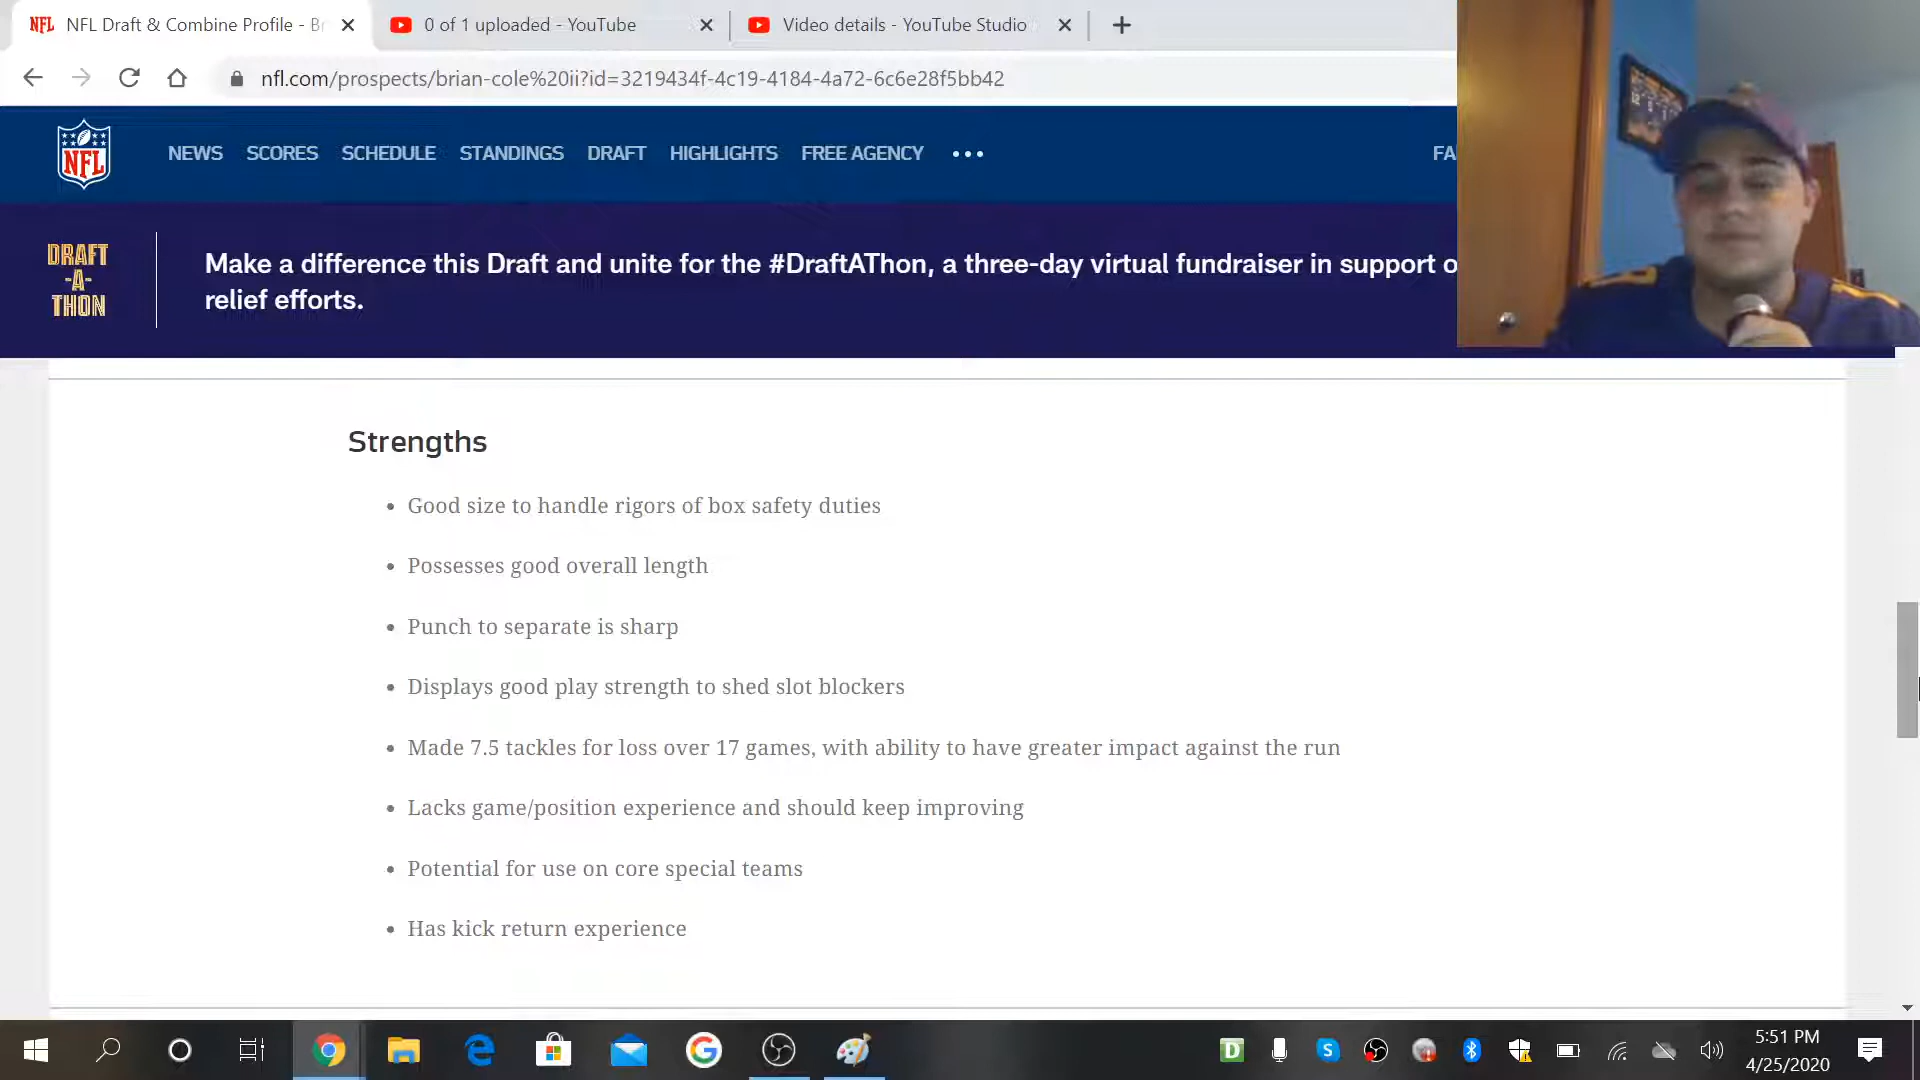 NFL Draft & Combine Profile - Br
0 of 1 uploaded - YouTube
Video details - YouTube Studio
nfl.com/prospects/brian-cole%20ii?id=3219434f-4c19-4184-4a72-6c6e28f5bb42
NFL
NEWS SCORES SCHEDULE STANDINGS DRAFT HIGHLIGHTS FREE AGENCY
FA
DRAFT
-A-
THON
Make a difference this Draft and unite for the #DraftAThon, a three-day virtual fundraiser in support o
relief efforts.
Strengths
• Good size to handle rigors of box safety duties
• Possesses good overall length
• Punch to separate is sharp
• Displays good play strength to shed slot blockers
• Made 7.5 tackles for loss over 17 games, with ability to have greater impact against the run
• Lacks game/position experience and should keep improving
• Potential for use on core special teams
• Has kick return experience
5:51 PM
4/25/2020